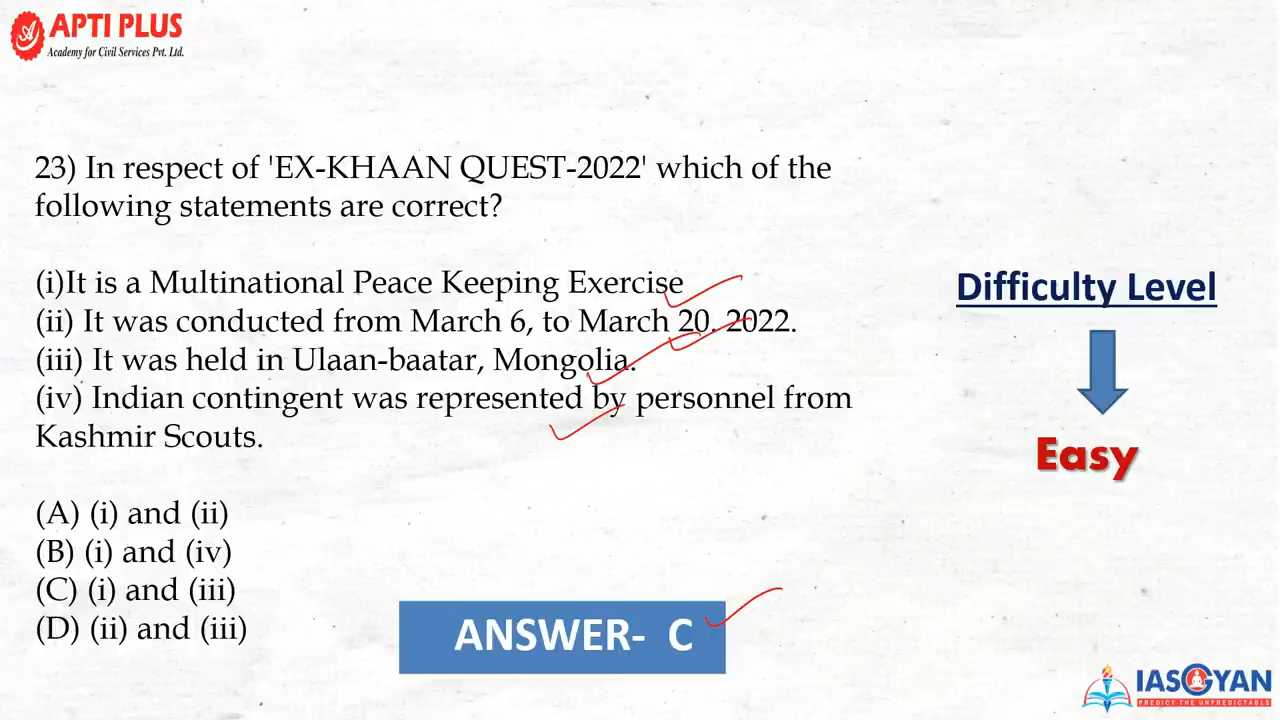 APTI PLUS
Academy for Civil Services Pvt. Ltd.
23) In respect of 'EX-KHAAN QUEST-2022' which of the
following statements are correct?
(i)It is a Multinational Peace Keeping Exercise
(ii) It was conducted from March 6, to March 20. 2022.
(iii) It was held in Ulaan-baatar, Mongolia.
(iv) Indian contingent was represented by personnel from
Kashmir Scouts.
(A) (i) and (ii)
(B) (i) and (iv)
(C) (i) and (iii)
(D) (ii) and (iii)
ANSWER- C
Difficulty Level
Easy
IASGYAN
PREDICT THE UNPREDICTABLE